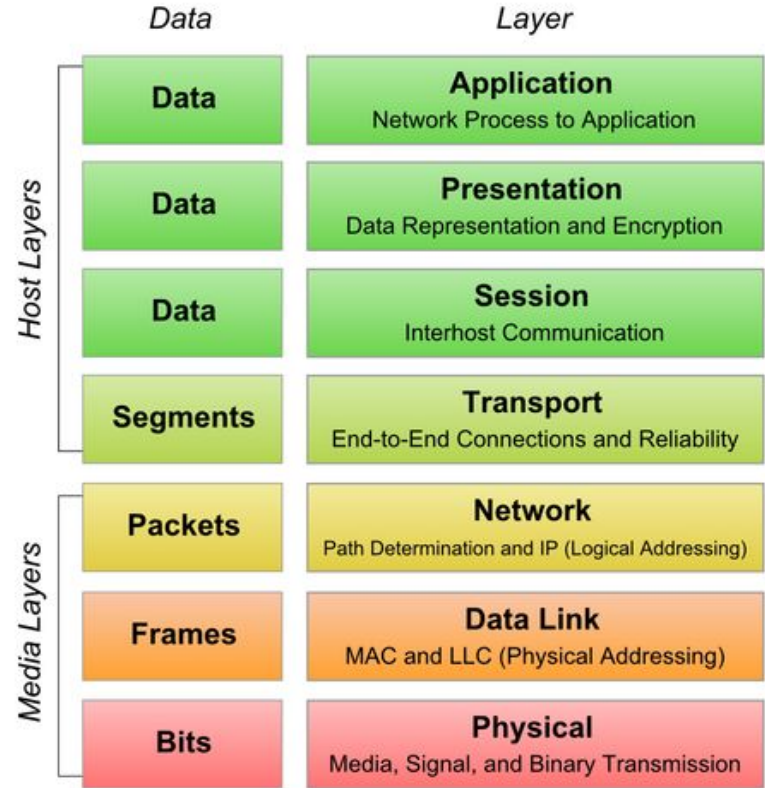 Data
Layer
Host Layers
Data
Application
Network Process to Application
Data
Presentation
Data Representation and Encryption
Data
Session
Interhost Communication
Segments
Transport
End-to-End Connections and Reliability
Media Layers
Packets
Network
Path Determination and IP (Logical Addressing)
Frames
Data Link
MAC and LLC (Physical Addressing)
Bits
Physical
Media, Signal, and Binary Transmission